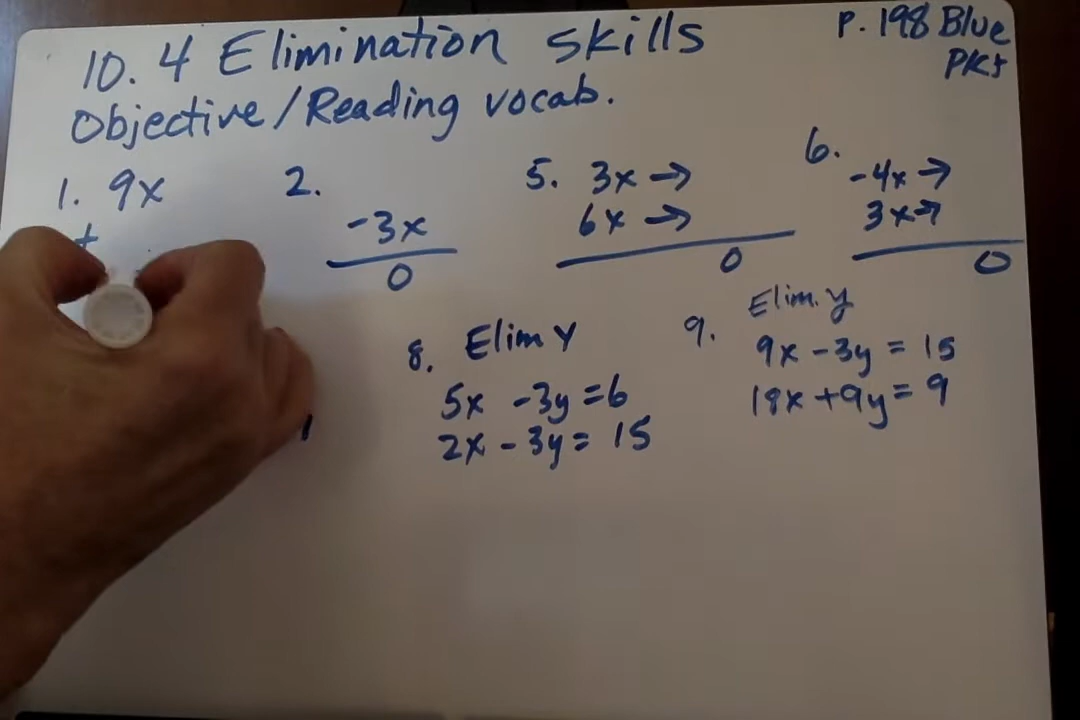 10. 4 Elimination skills
P. 198 Blue
PKt
Objective/Reading vocab.
1. 9x
+
2.
-3x
0
5. 3x →
6x →
0
6.
-4x →
3x →
0
8. Elim Y
5x -3y = 6
2x - 3y = 15
9. Elim. y
9x - 3y = 15
18x + 9y = 9